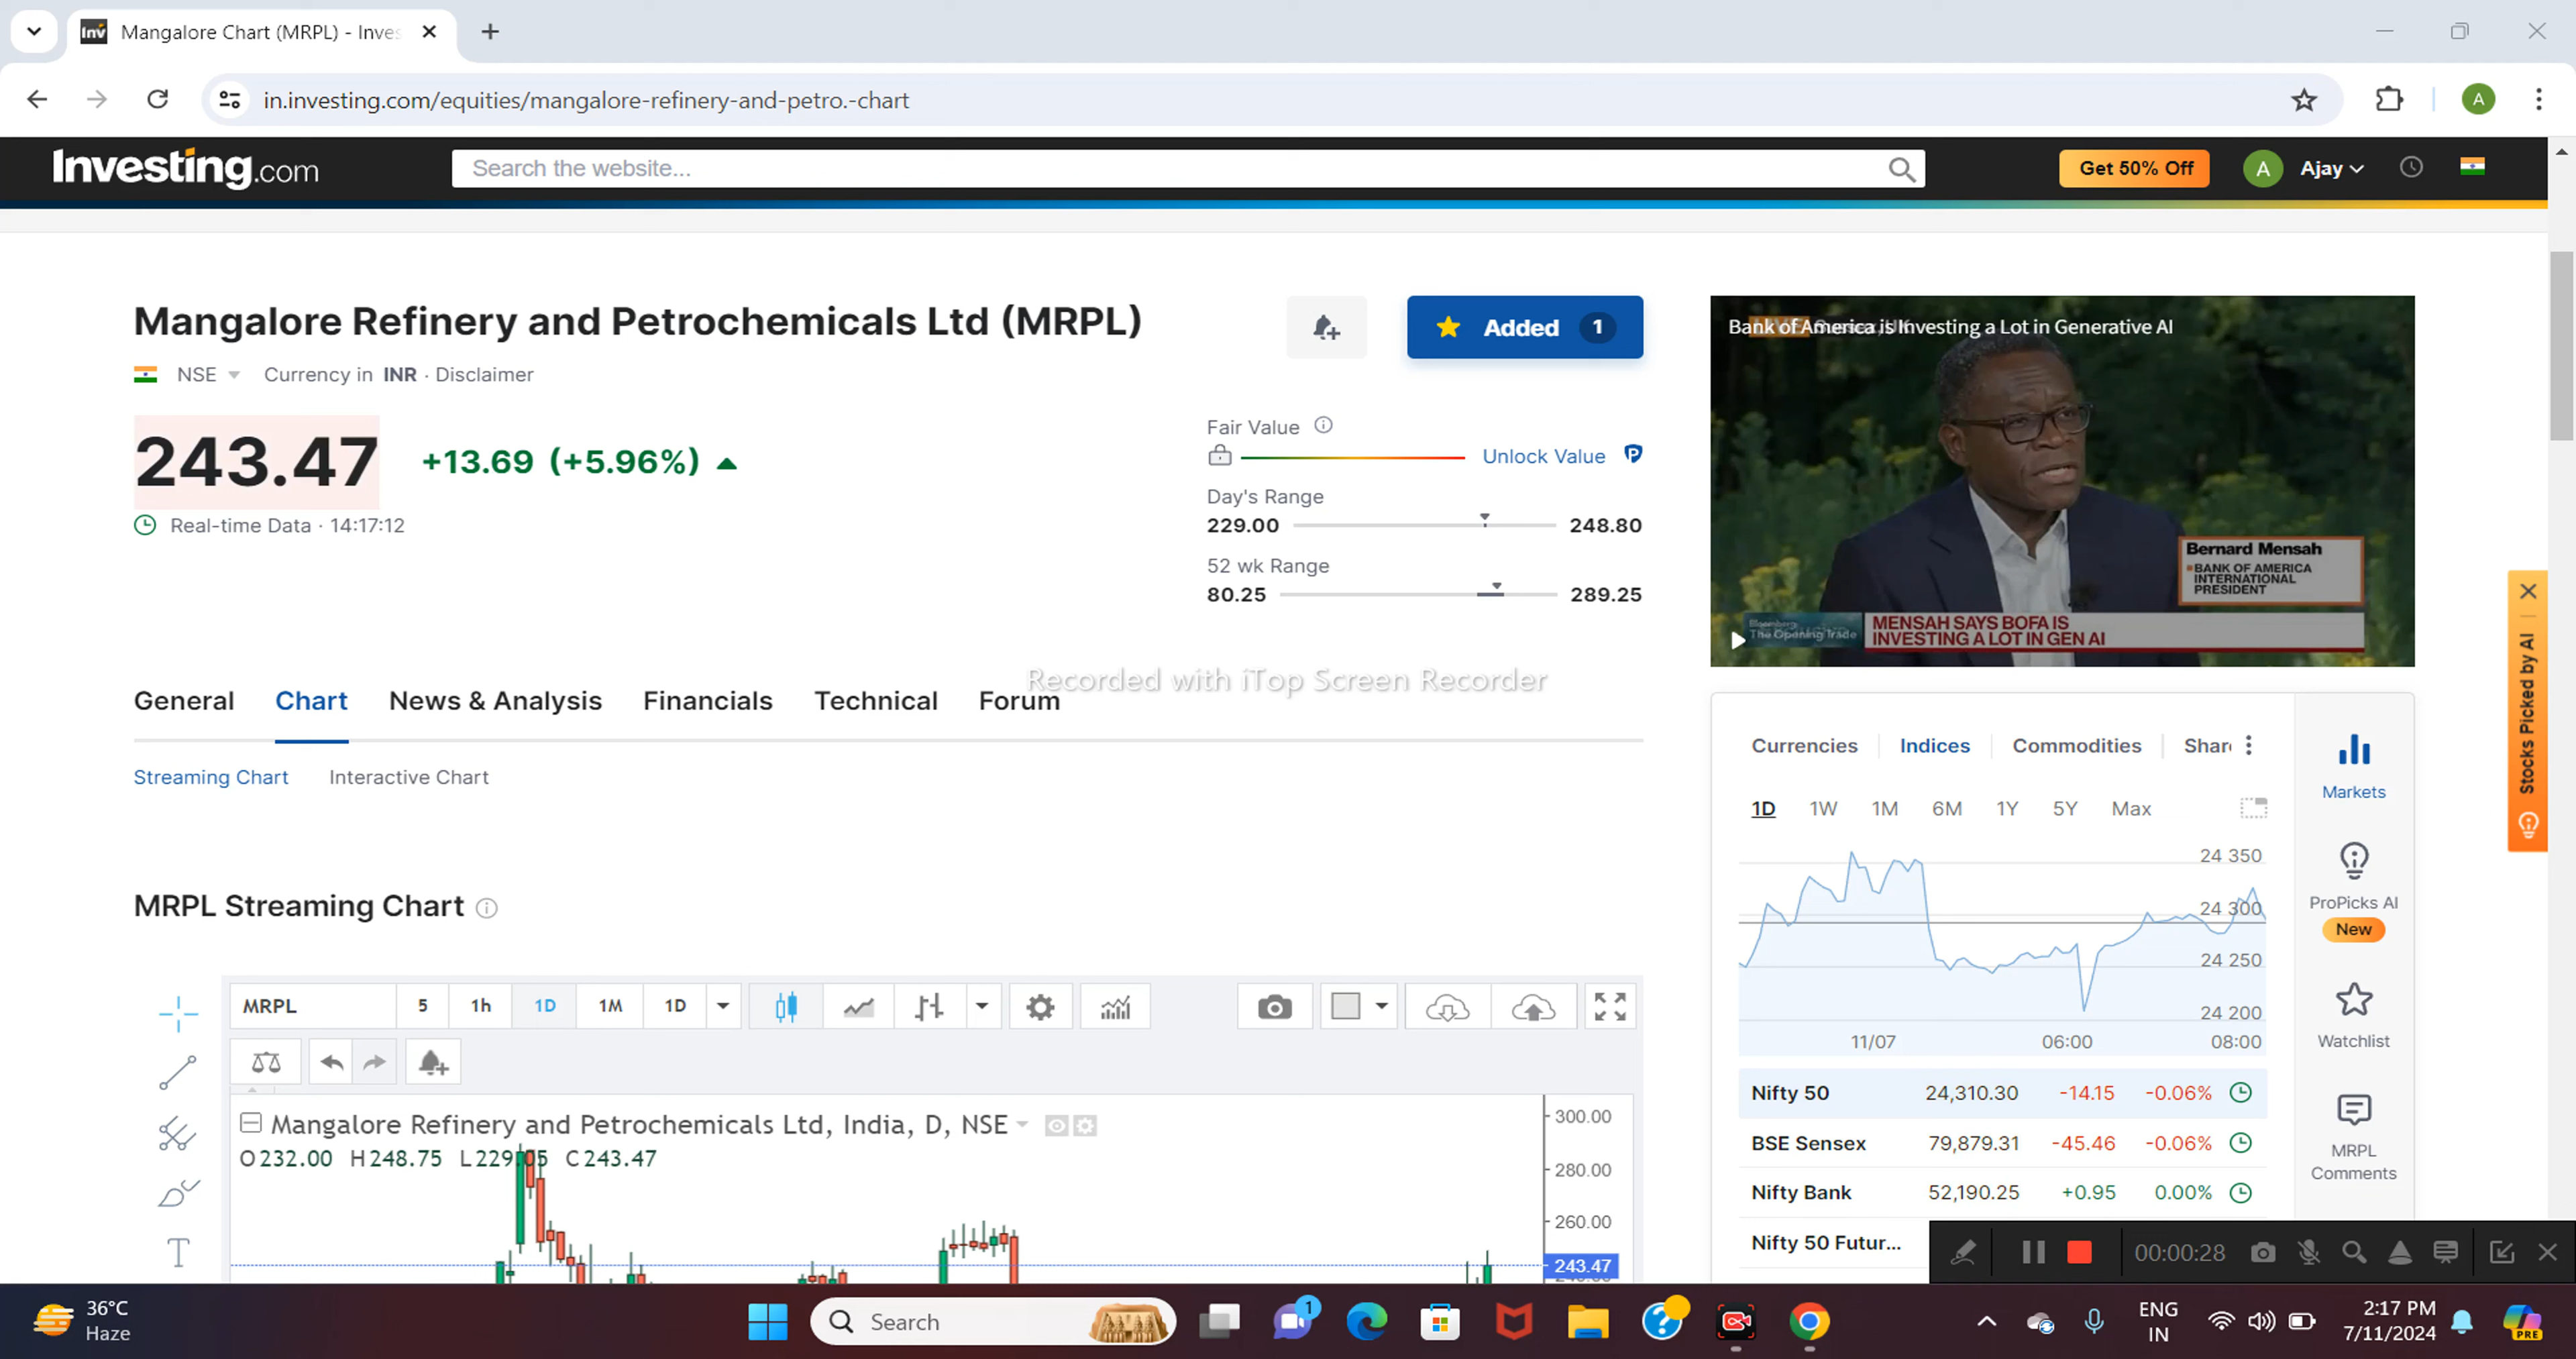 Mangalore Chart (MRPL) - Inves
in.investing.com/equities/mangalore-refinery-and-petro.-chart
A
Investing.com
Search the website...
Get 50% Off
A
Ajay
Mangalore Refinery and Petrochemicals Ltd (MRPL)
Added 1
NSE
Currency in INR · Disclaimer
243.47
+13.69 (+5.96%)
Real-time Data · 14:17:12
Fair Value
Unlock Value
Day's Range
229.00 248.80
52 wk Range
80.25 289.25
Bank of America is Investing a Lot in Generative AI
Bernard Mensah
BANK OF AMERICA
INTERNATIONAL
PRESIDENT
Bloomberg
The Opening Trade
MENSAH SAYS BOFA IS
INVESTING A LOT IN GEN AI
Stocks Picked by AI
Recorded with iTop Screen Recorder
General Chart News & Analysis Financials Technical Forum
Streaming Chart Interactive Chart
MRPL Streaming Chart
MRPL 5 1h 1D 1M 1D
Mangalore Refinery and Petrochemicals Ltd, India, D, NSE
O 232.00 H 248.75 L 229.05 C 243.47
300.00
280.00
260.00
243.47
T
Currencies Indices Commodities Shar
1D 1W 1M 6M 1Y 5Y Max
24 350
24 300
24 250
24 200
11/07 06:00 08:00
Nifty 50 24,310.30 -14.15 -0.06%
BSE Sensex 79,879.31 -45.46 -0.06%
Nifty Bank 52,190.25 +0.95 0.00%
Nifty 50 Futur...
Markets
ProPicks AI
New
Watchlist
MRPL
Comments
00:00:28
36°C
Haze
Search
1
ENG
IN
2:17 PM
7/11/2024
PRE